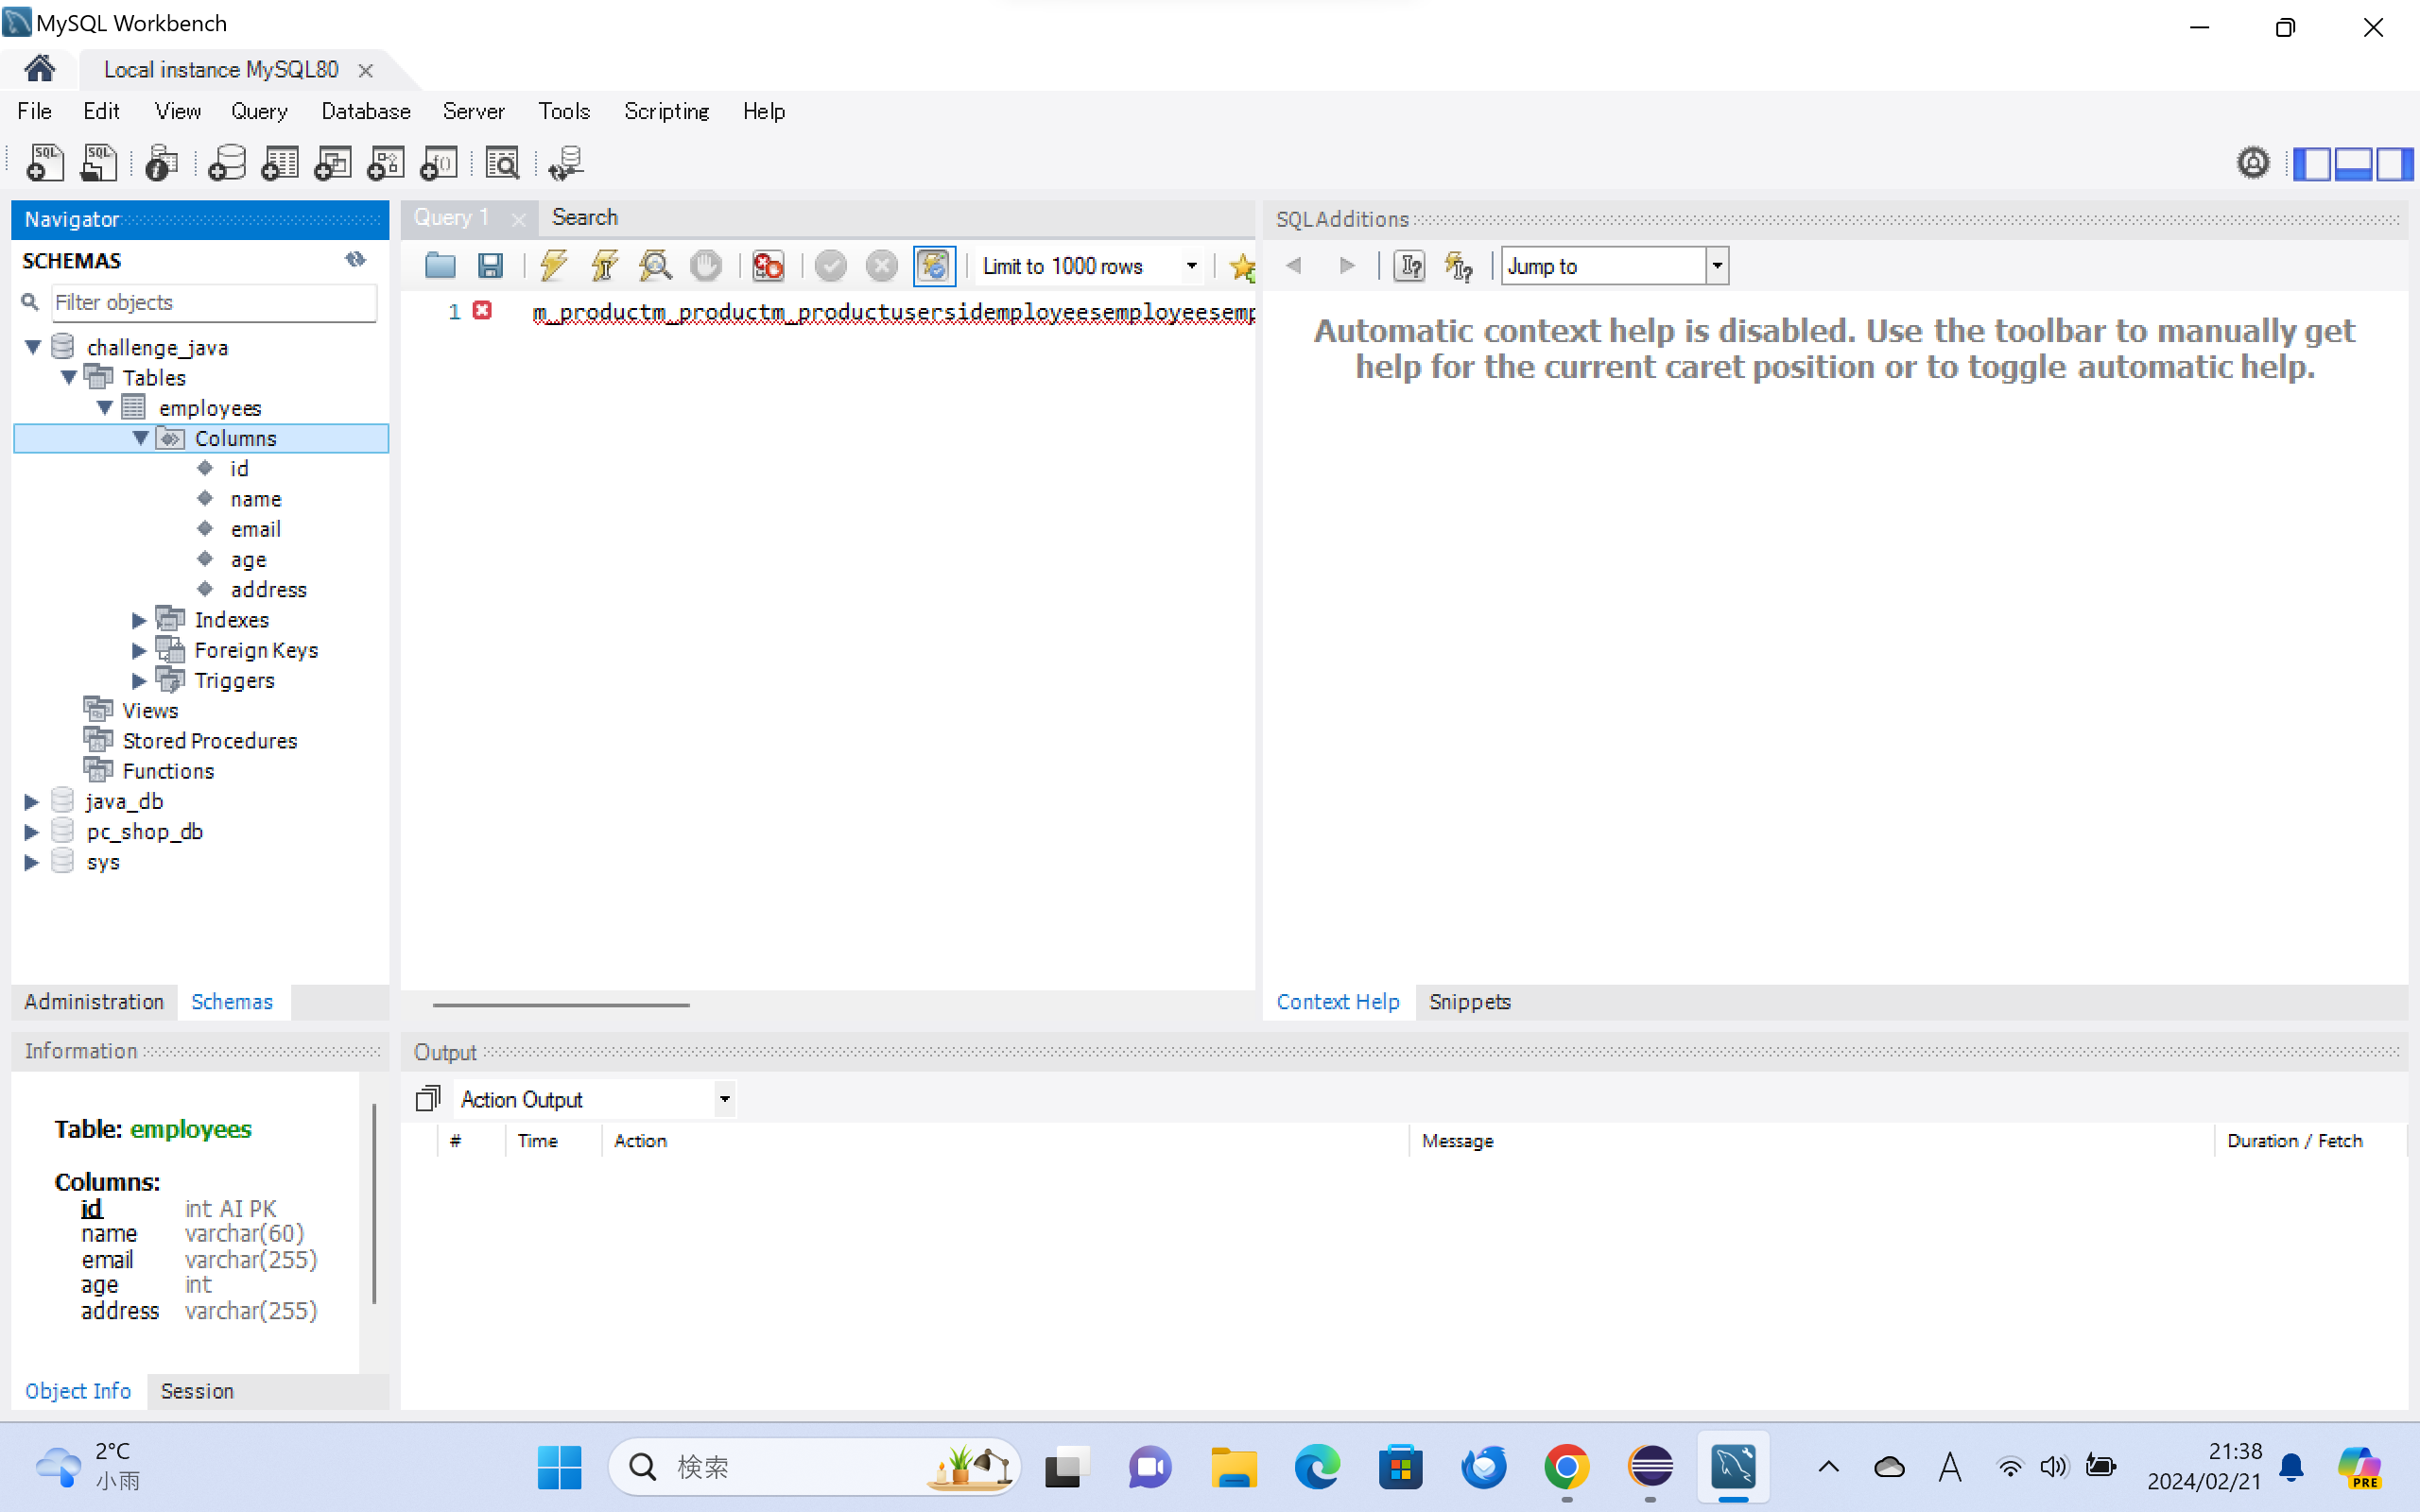 MySQL Workbench
Local instance MySQL80
File Edit View Query Database Server Tools Scripting Help
Navigator
SCHEMAS
Filter objects
challenge_java
Tables
employees
Columns
id
name
email
age
address
Indexes
Foreign Keys
Triggers
Views
Stored Procedures
Functions
java_db
pc_shop_db
sys
Administration Schemas
Query 1 Search
Limit to 1000 rows
1 m_productm_productm_productusersidemployeesemployeesemp
SQLAdditions
Jump to
Automatic context help is disabled. Use the toolbar to manually get
help for the current caret position or to toggle automatic help.
Context Help Snippets
Information
Table: employees
Columns:
id int AI PK
name varchar(60)
email varchar(255)
age int
address varchar(255)
Object Info Session
Output
Action Output
# Time Action Message Duration / Fetch
2°C
小雨
検索
A
21:38
2024/02/21
PRE